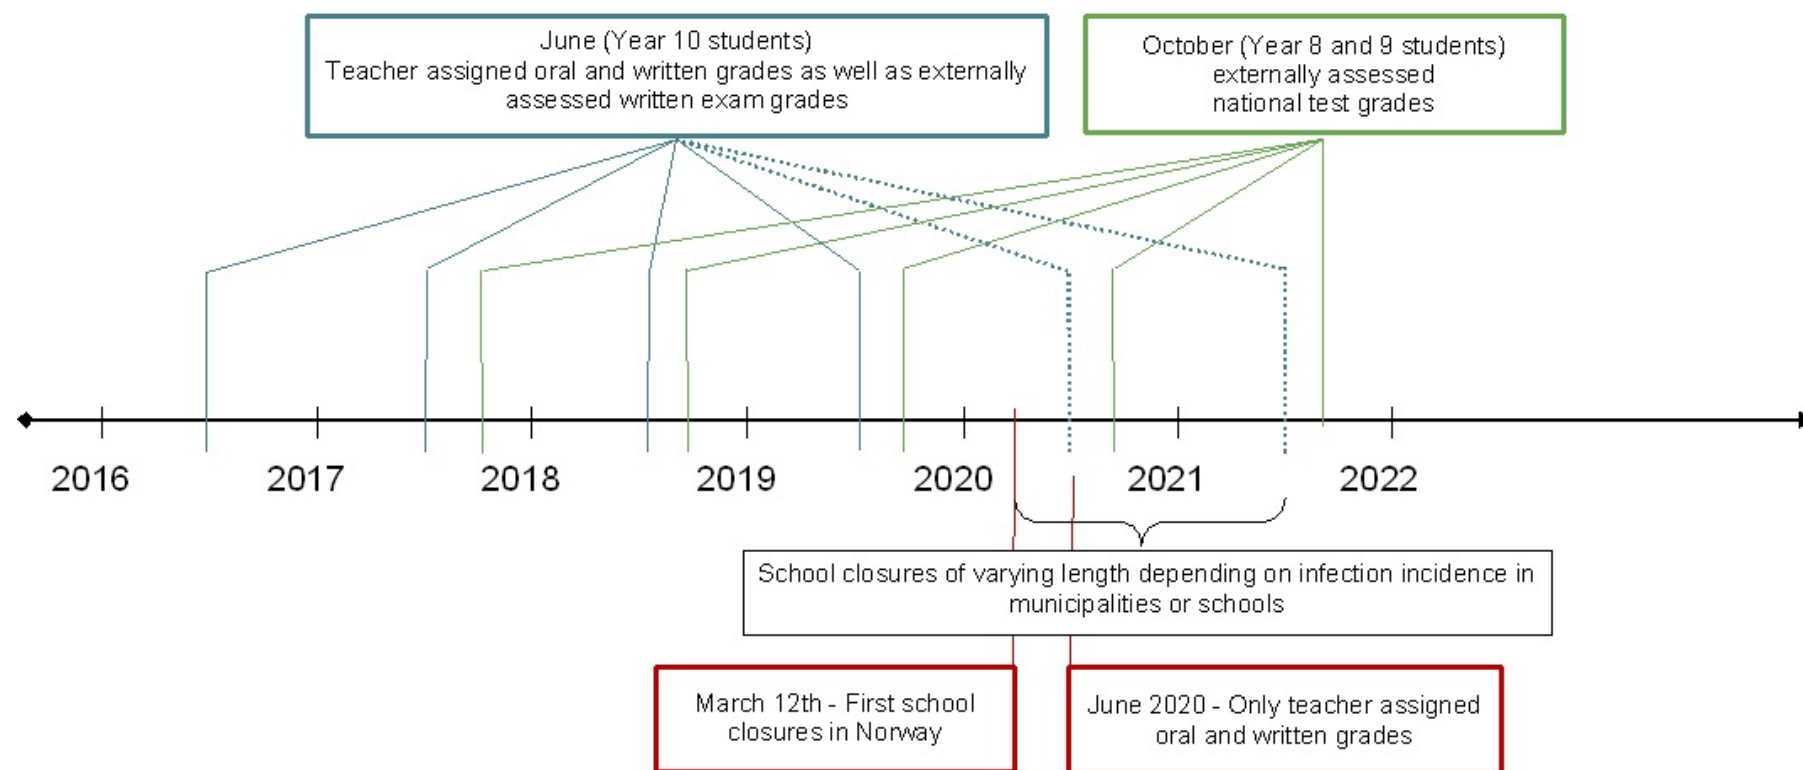 June (Year 10 students)
Teacher assigned oral and written grades as well as externally
assessed written exam grades
October (Year 8 and 9 students)
externally assessed
national test grades
2016
2017
2018
2019
2020
2021
2022
School closures of varying length depending on infection incidence in
municipalities or schools
March 12th - First school
closures in Norway
June 2020 - Only teacher assigned
oral and written grades